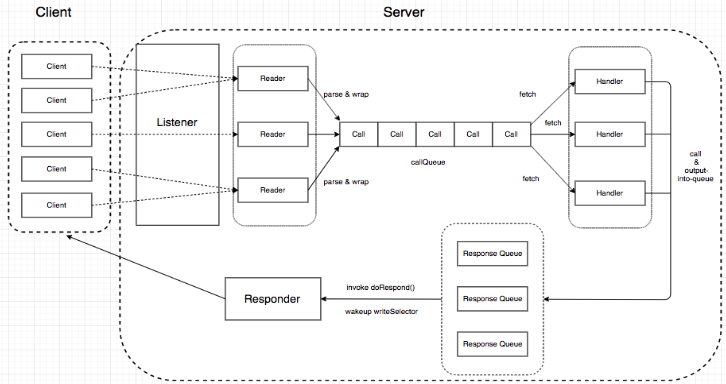 Client
Server
Client
Client
Client
Client
Client
Listener
Reader
Reader
Reader
parse & wrap
parse & wrap
Call
Call
Call
Call
Call
callQueue
fetch
fetch
fetch
Handler
Handler
Handler
call
&
output-
into-queue
Response Queue
Response Queue
Response Queue
invoke doRespond()
wakeup writeSelector
Responder